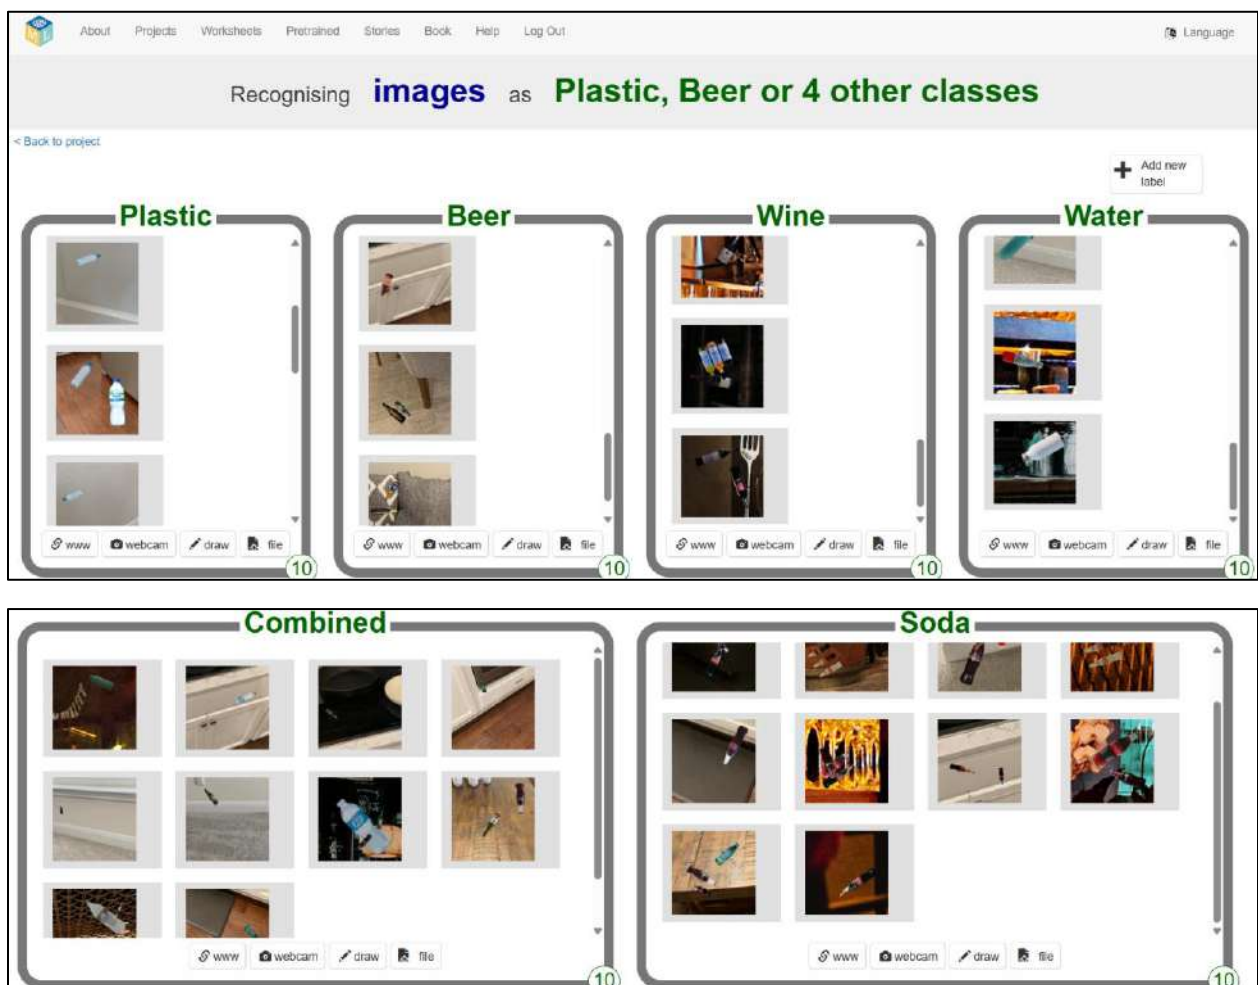 About Projects Worksheets Pretrained Stories Book Help Log Out Language
Recognising images as Plastic, Beer or 4 other classes
< Back to project
Add new
label
Plastic Beer Wine Water
www webcam draw file www webcam draw file www webcam draw file www webcam draw file
10 10 10 10
Combined Soda
www webcam draw file www webcam draw file
10 10